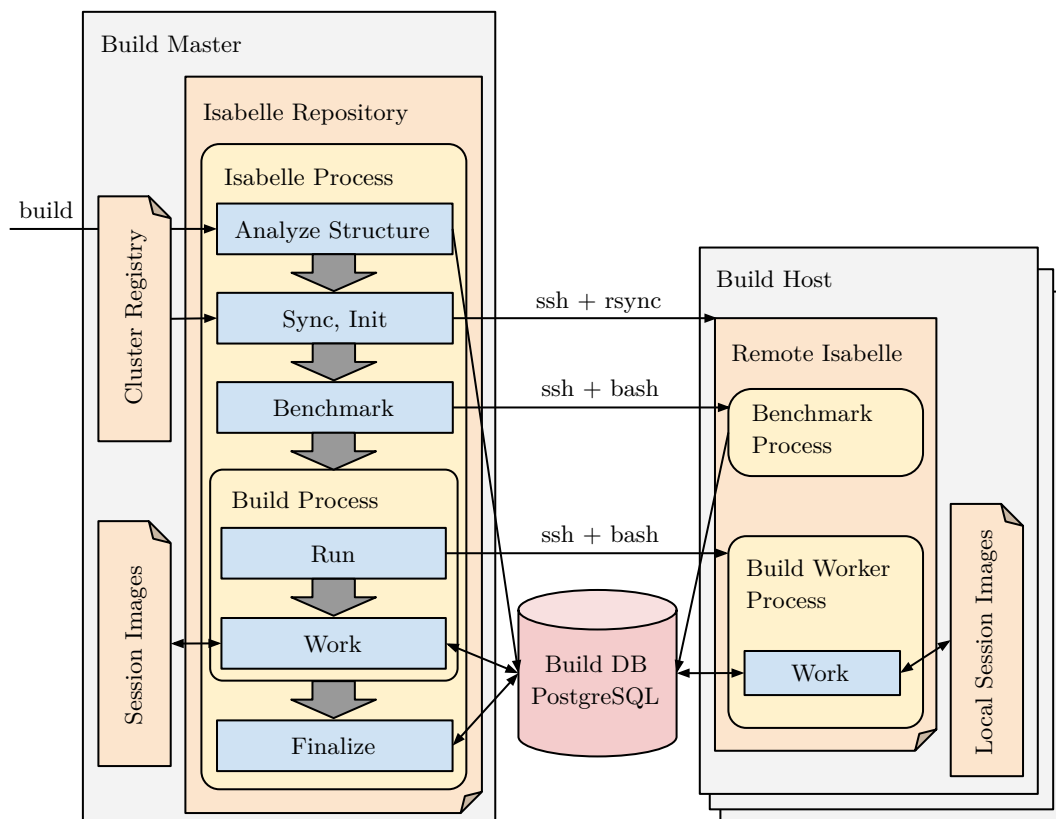 Build Master
Isabelle Repository
Isabelle Process
build
Analyze Structure
Cluster Registry
Sync, Init
Benchmark
Build Process
Run
Session Images
Work
Finalize
ssh + rsync
ssh + bash
ssh + bash
Build DB
PostgreSQL
Build Host
Remote Isabelle
Benchmark
Process
Build Worker
Process
Work
Local Session Images